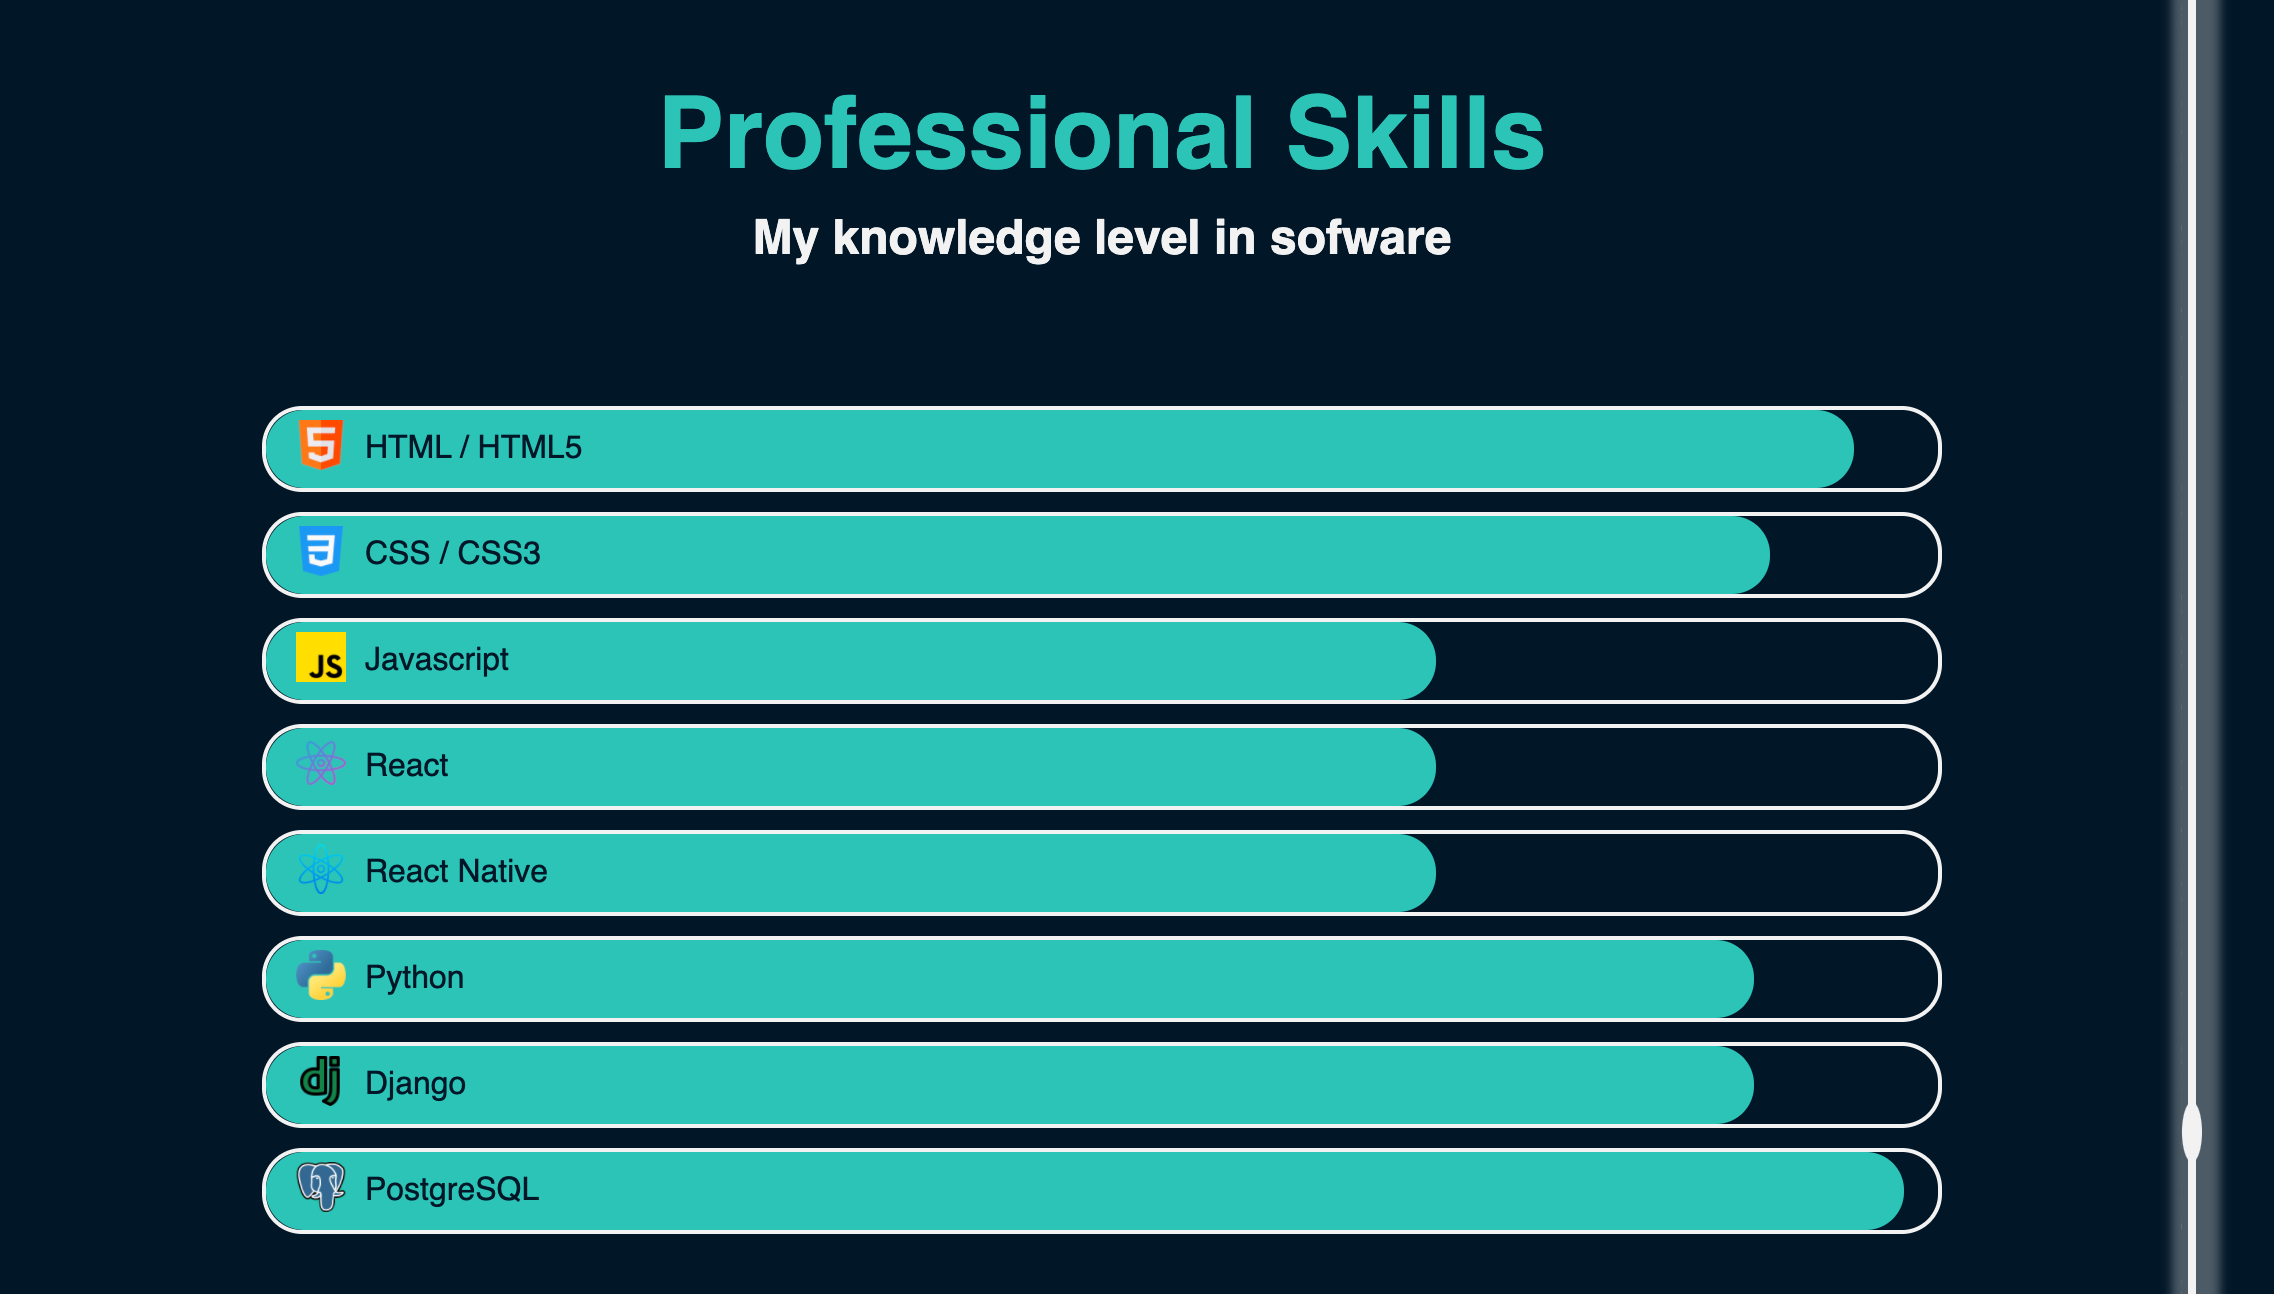 Professional Skills
My knowledge level in sofware
HTML / HTML5
CSS / CSS3
JS Javascript
React
React Native
Python
dj Django
PostgreSQL